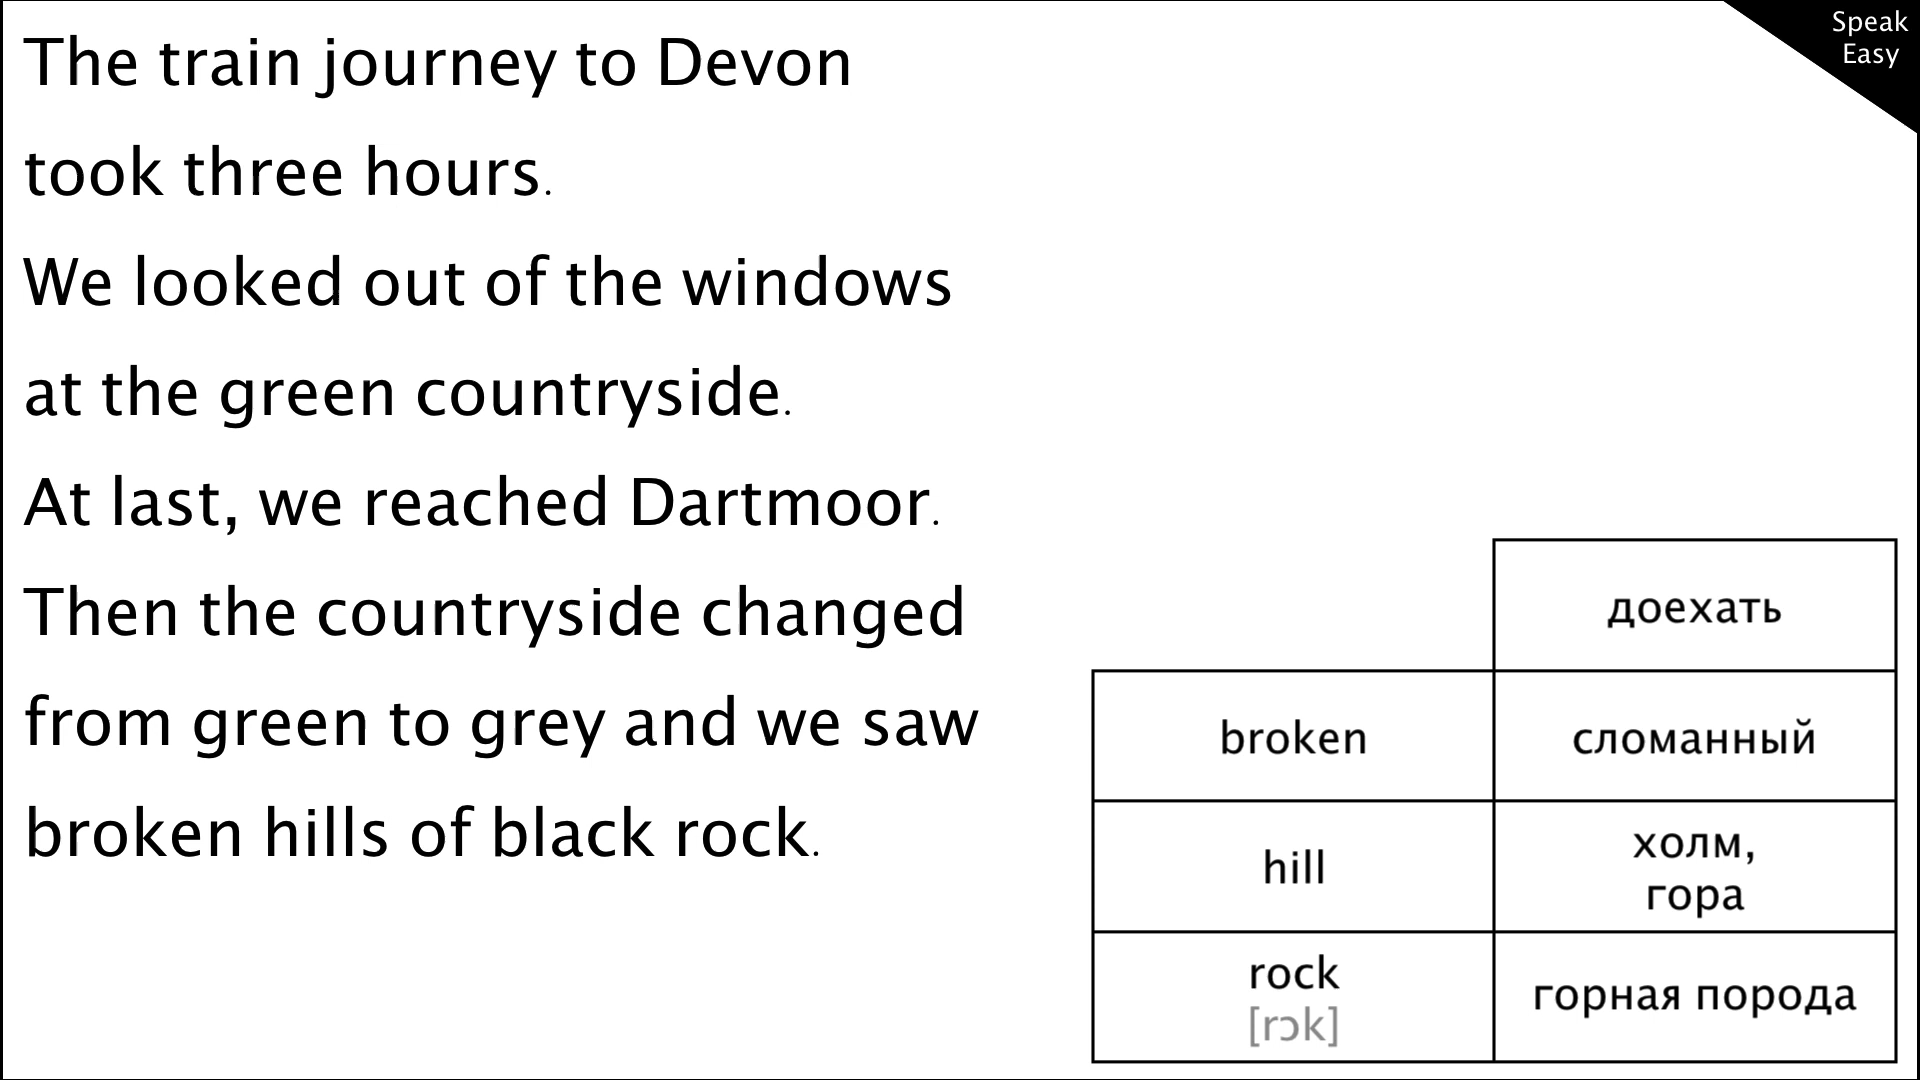 The train journey to Devon
took three hours.
We looked out of the windows
at the green countryside.
At last, we reached Dartmoor.
Then the countryside changed
from green to grey and we saw
broken hills of black rock.
Speak
Easy
доехать
broken
сломанный
hill
холм,
гора
rock
[rɔk]
горная порода